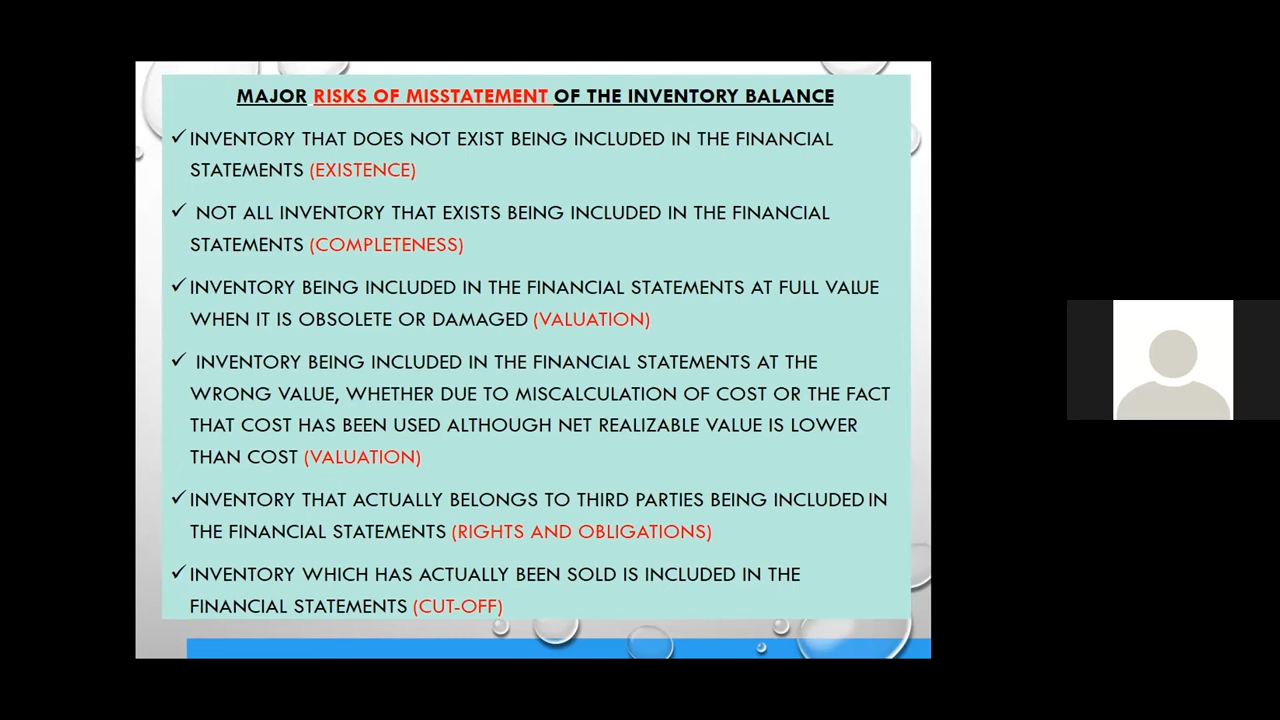 MAJOR RISKS OF MISSTATEMENT OF THE INVENTORY BALANCE
✓INVENTORY THAT DOES NOT EXIST BEING INCLUDED IN THE FINANCIAL
STATEMENTS (EXISTENCE)
✓ NOT ALL INVENTORY THAT EXISTS BEING INCLUDED IN THE FINANCIAL
STATEMENTS (COMPLETENESS)
✓INVENTORY BEING INCLUDED IN THE FINANCIAL STATEMENTS AT FULL VALUE
WHEN IT IS OBSOLETE OR DAMAGED (VALUATION)
✓ INVENTORY BEING INCLUDED IN THE FINANCIAL STATEMENTS AT THE
WRONG VALUE, WHETHER DUE TO MISCALCULATION OF COST OR THE FACT
THAT COST HAS BEEN USED ALTHOUGH NET REALIZABLE VALUE IS LOWER
THAN COST (VALUATION)
✓INVENTORY THAT ACTUALLY BELONGS TO THIRD PARTIES BEING INCLUDED IN
THE FINANCIAL STATEMENTS (RIGHTS AND OBLIGATIONS)
✓INVENTORY WHICH HAS ACTUALLY BEEN SOLD IS INCLUDED IN THE
FINANCIAL STATEMENTS (CUT-OFF)